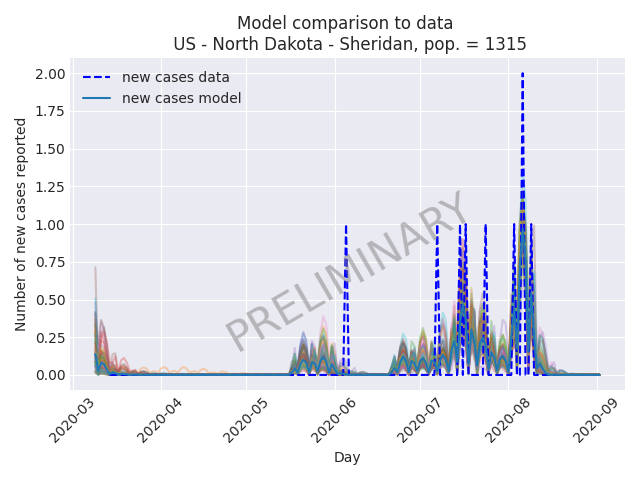 Model comparison to data
US - North Dakota - Sheridan, pop. = 1315
new cases data
new cases model
Number of new cases reported
2.00
1.75
1.50
1.25
1.00
0.75
0.50
0.25
0.00
PRELIMINARY
2020-03
2020-04
2020-05
2020-06
2020-07
2020-08
2020-09
Day